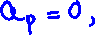 a_p = 0,